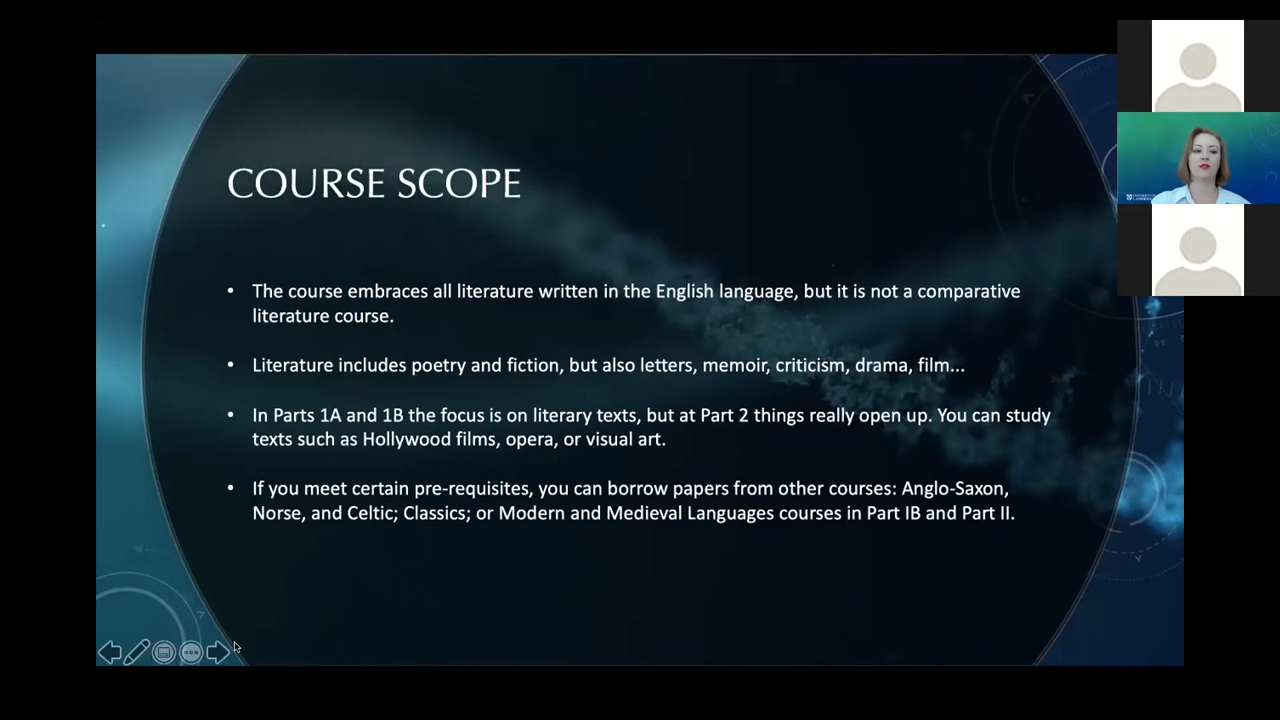 COURSE SCOPE
• The course embraces all literature written in the English language, but it is not a comparative
literature course.
• Literature includes poetry and fiction, but also letters, memoir, criticism, drama, film...
• In Parts 1A and 1B the focus is on literary texts, but at Part 2 things really open up. You can study
texts such as Hollywood films, opera, or visual art.
• If you meet certain pre-requisites, you can borrow papers from other courses: Anglo-Saxon,
Norse, and Celtic; Classics; or Modern and Medieval Languages courses in Part IB and Part II.